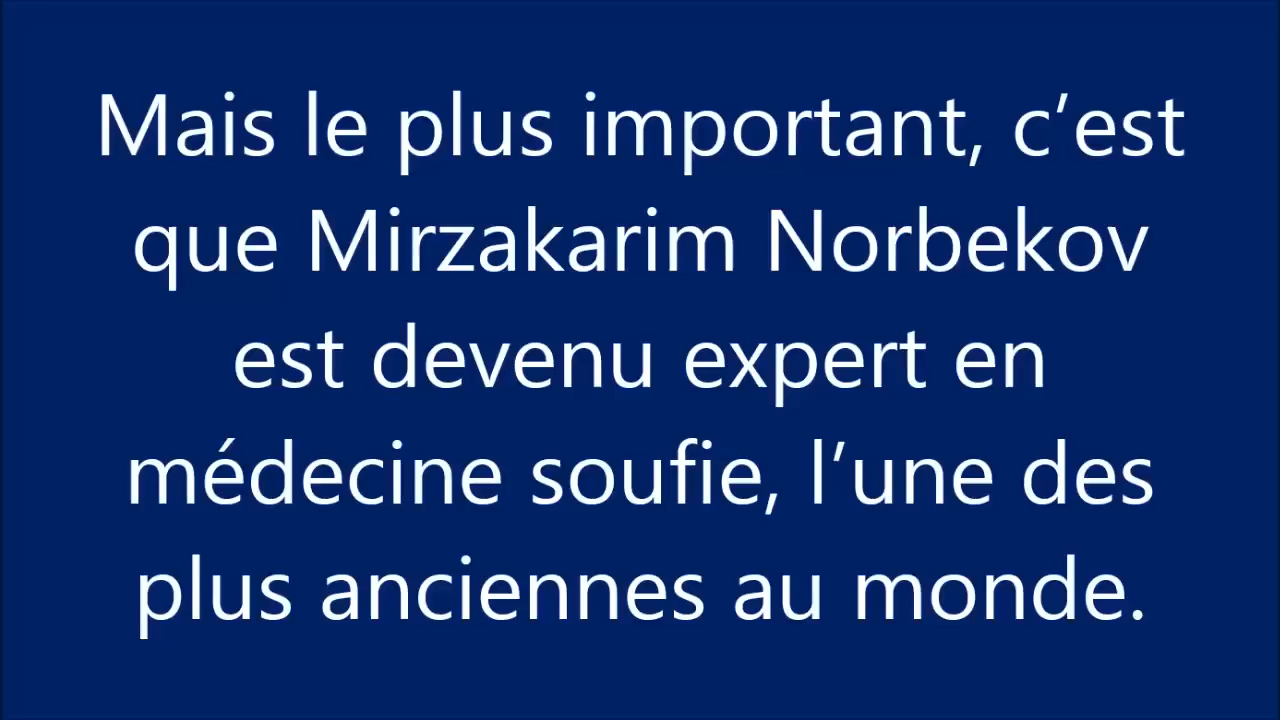 Mais le plus important, c’est
que Mirzakarim Norbekov
est devenu expert en
médecine soufie, l’une des
plus anciennes au monde.